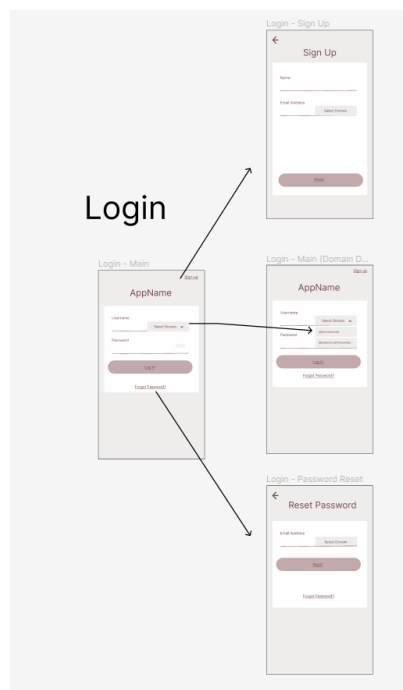 Login - Sign Up
Sign Up
Name
Email Address
Select Domain
Login
Login - Main
Sign up
AppName
Username
Select Domain
Password
Log In
Forgot Password?
Login - Main (Domain D...
Sign up
AppName
Username
Select Domain
Password
Log In
Forgot Password?
Login - Password Reset
Reset Password
Email Address
Select Domain
Reset
Forgot Password?